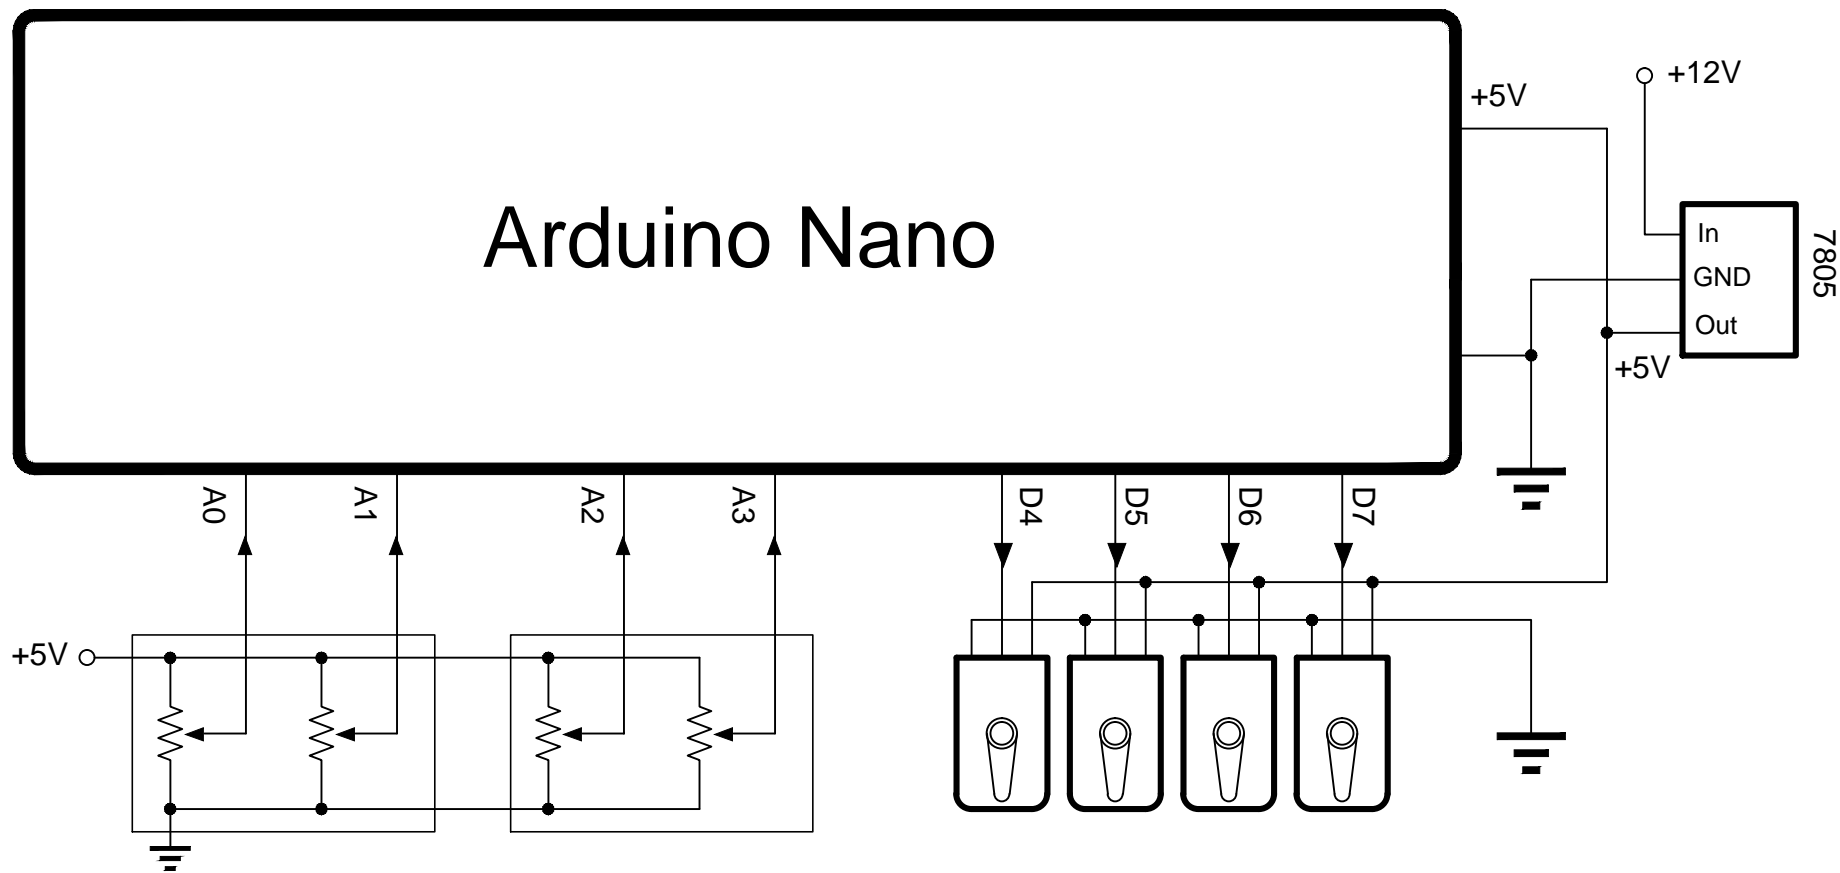 +12V
+5V
Arduino Nano
In
GND
Out
7805
+5V
A0
A1
A2
A3
D4
D5
D6
D7
+5V